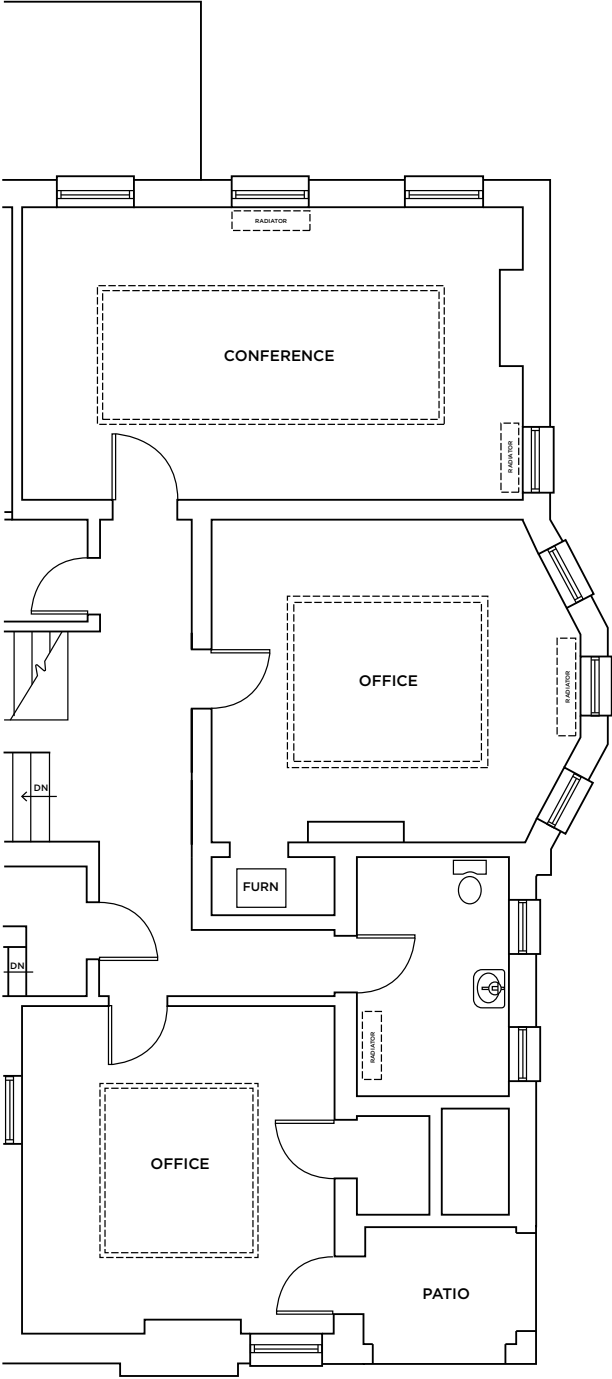 RADIATOR
CONFERENCE
RADIATOR
OFFICE
RADIATOR
DN
FURN
DN
RADIATOR
OFFICE
PATIO